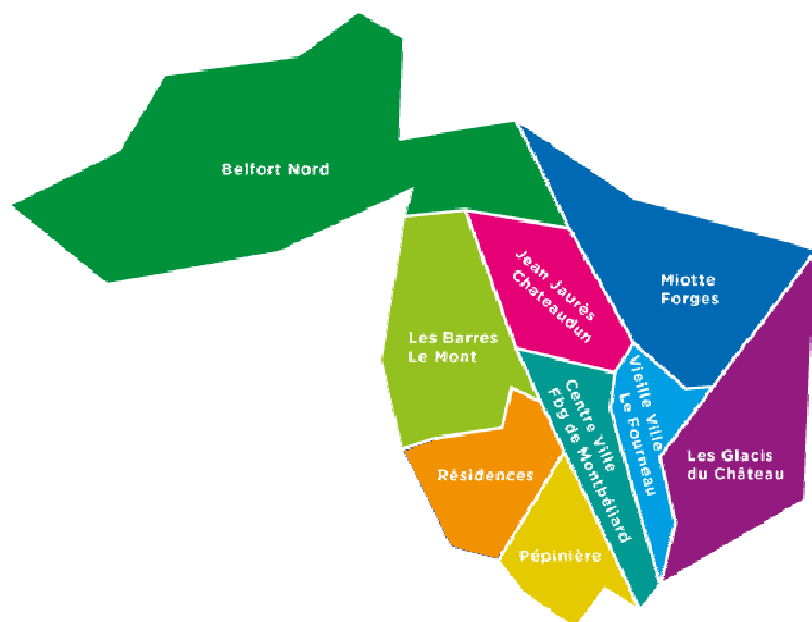 Belfort Nord
Miotte
Forges
Jean Jaurès
Chateaudun
Les Barres
Le Mont
Centre Ville
Fbg de Montbéliard
Vieille Ville
Le Fourneau
Les Glacis
du Château
Résidences
Pépinière